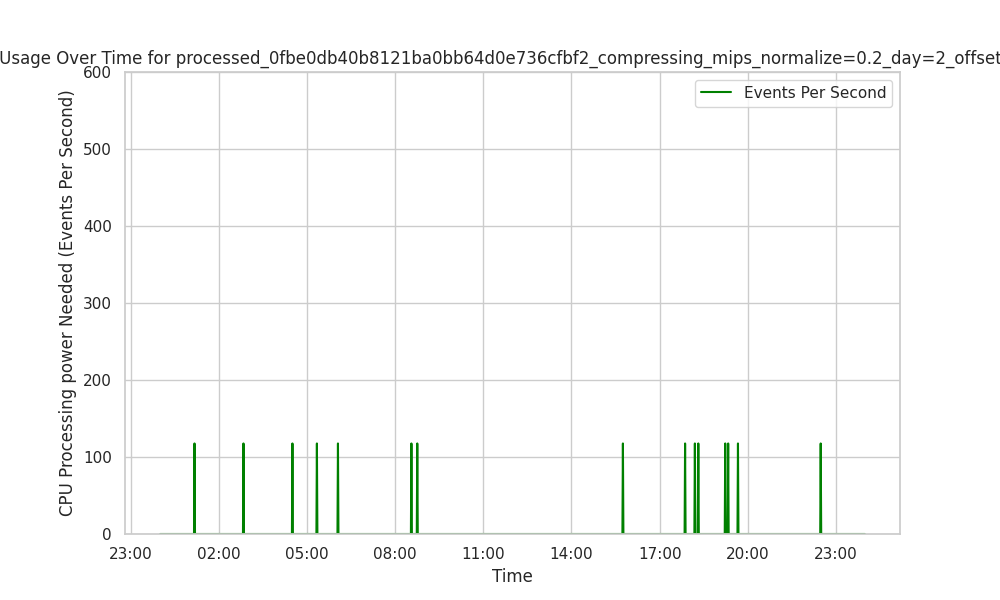 Usage Over Time for processed_0fbe0db40b8121ba0bb64d0e736cfbf2_compressing_mips_normalize=0.2_day=2_offset
Events Per Second
CPU Processing power Needed (Events Per Second)
600
500
400
300
200
100
0
23:00 02:00 05:00 08:00 11:00 14:00 17:00 20:00 23:00
Time